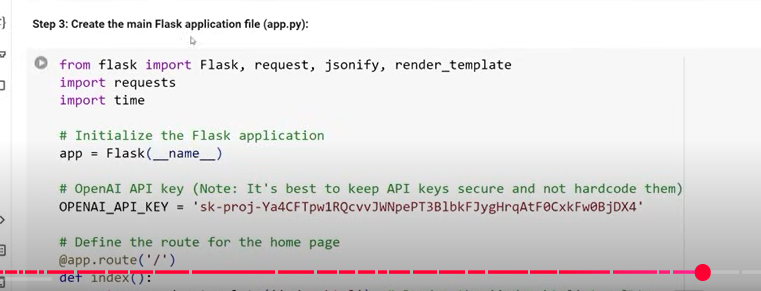 Step 3: Create the main Flask application file (app.py):
from flask import Flask, request, jsonify, render_template
import requests
import time
# Initialize the Flask application
app = Flask(__name__)
# OpenAI API key (Note: It's best to keep API keys secure and not hardcode them)
OPENAI_API_KEY = 'sk-proj-Ya4CFTpw1RQcvvJWNpePT3BlbkFJygHrqAtF0CxkFw0BjDX4'
# Define the route for the home page
@app.route('/')
def index():